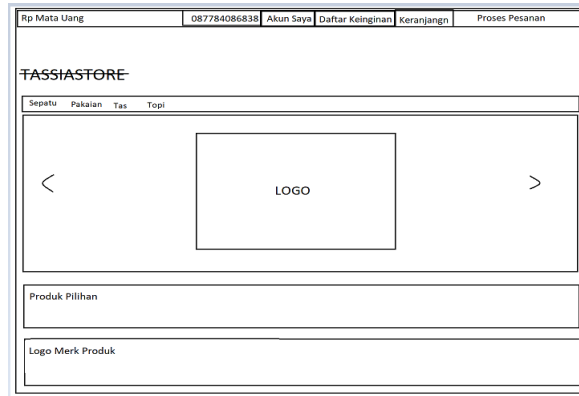 Rp Mata Uang 087784086838 Akun Saya Daftar Keinginan Keranjangn Proses Pesanan
TASSIASTORE
Sepatu Pakaian Tas Topi
< LOGO >
Produk Pilihan
Logo Merk Produk